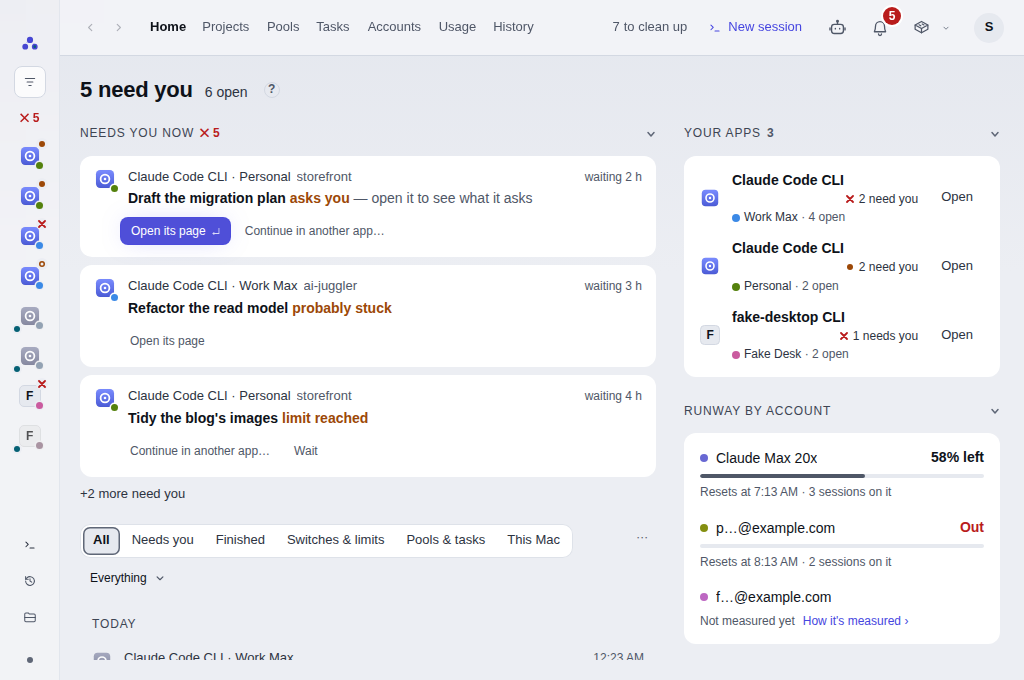 Home Projects Pools Tasks Accounts Usage History 7 to clean up New session 5 S
5
F
F
5 need you 6 open ?
NEEDS YOU NOW 5
Claude Code CLI · Personal storefront waiting 2 h
Draft the migration plan asks you — open it to see what it asks
Open its page Continue in another app…
Claude Code CLI · Work Max ai-juggler waiting 3 h
Refactor the read model probably stuck
Open its page
Claude Code CLI · Personal storefront waiting 4 h
Tidy the blog's images limit reached
Continue in another app… Wait
+2 more need you
All Needs you Finished Switches & limits Pools & tasks This Mac ...
Everything
TODAY
Claude Code CLI · Work Max 12:23 AM
YOUR APPS 3
Claude Code CLI
2 need you
Open
Work Max · 4 open
Claude Code CLI
2 need you
Open
Personal · 2 open
F
fake-desktop CLI
1 needs you
Open
Fake Desk · 2 open
RUNWAY BY ACCOUNT
Claude Max 20x 58% left
Resets at 7:13 AM · 3 sessions on it
p…@example.com Out
Resets at 8:13 AM · 2 sessions on it
f…@example.com
Not measured yet How it's measured ›